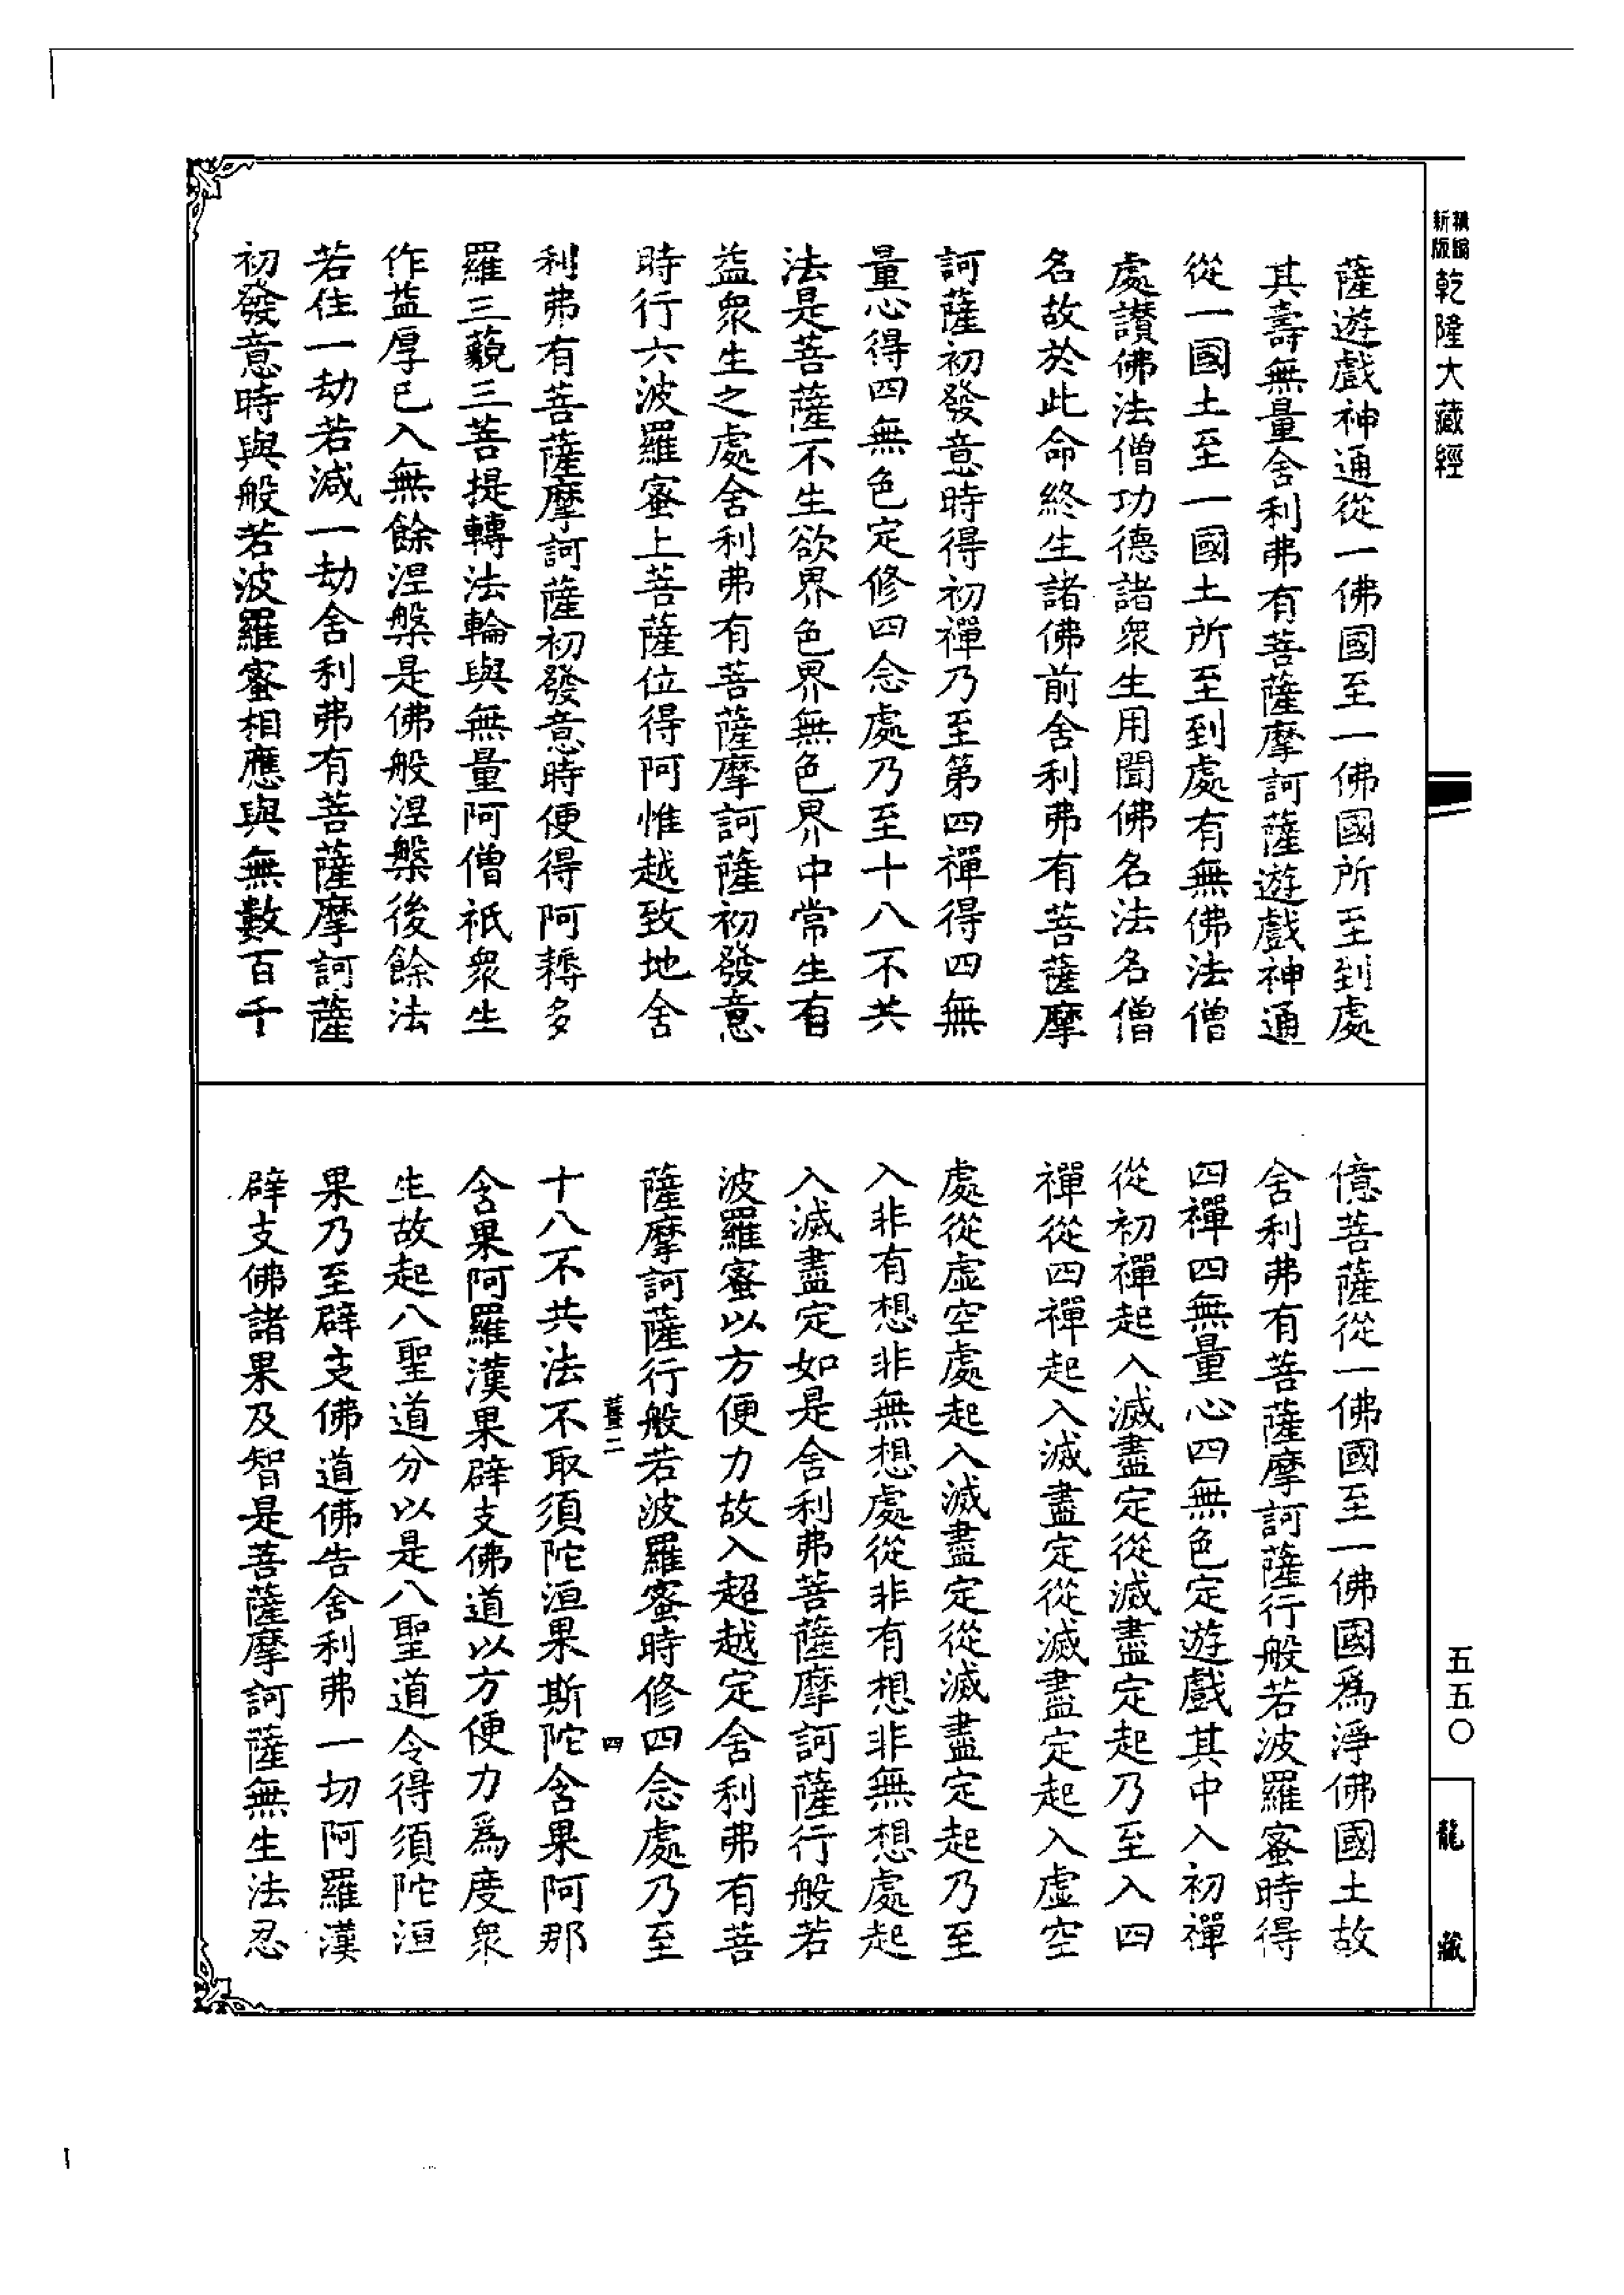 新版
精縮
乾隆大藏經
薩遊戲神通從一佛國至一佛國所至到處
其壽無量舍利弗有菩薩摩訶薩遊戲神通
從一國土至一國土所至到處有無佛法僧
處讚佛法僧功德諸衆生用聞佛名法名僧
名故於此命終生諸佛前舍利弗有菩薩摩
訶薩初發意時得初禪乃至第四禪得四無
量心得四無色定修四念處乃至十八不共
法是菩薩不生欲界色界無色界中常生有
益衆生之處舍利弗有菩薩摩訶薩初發意
時行六波羅蜜上菩薩位得阿惟越致地舍
利弗有菩薩摩訶薩初發意時便得阿耨多
羅三藐三菩提轉法輪與無量阿僧祇衆生
作益厚已入無餘涅槃是佛般涅槃後餘法
若住一劫若減一劫舍利弗有菩薩摩訶薩
初發意時與般若波羅蜜相應與無數百千
億菩薩從一佛國至一佛國爲淨佛國土故
舍利弗有菩薩摩訶薩行般若波羅蜜時得
四禪四無量心四無色定遊戲其中入初禪
從初禪起入滅盡定從滅盡定起乃至入四
禪從四禪起入滅盡定從滅盡定起入虛空
處從虛空處起入滅盡定從滅盡定起乃至
入非有想非無想處從非有想非無想處起
入滅盡定如是舍利弗菩薩摩訶薩行般若
波羅蜜以方便力故入超越定舍利弗有菩
薩摩訶薩行般若波羅蜜時修四念處乃至
薑二 四
十八不共法不取須陀洹果斯陀含果阿那
含果阿羅漢果辟支佛道以方便力爲度衆
生故起八聖道分以是八聖道令得須陀洹
果乃至辟支佛道佛告舍利弗一切阿羅漢
辟支佛諸果及智是菩薩摩訶薩無生法忍
五五〇
龍藏